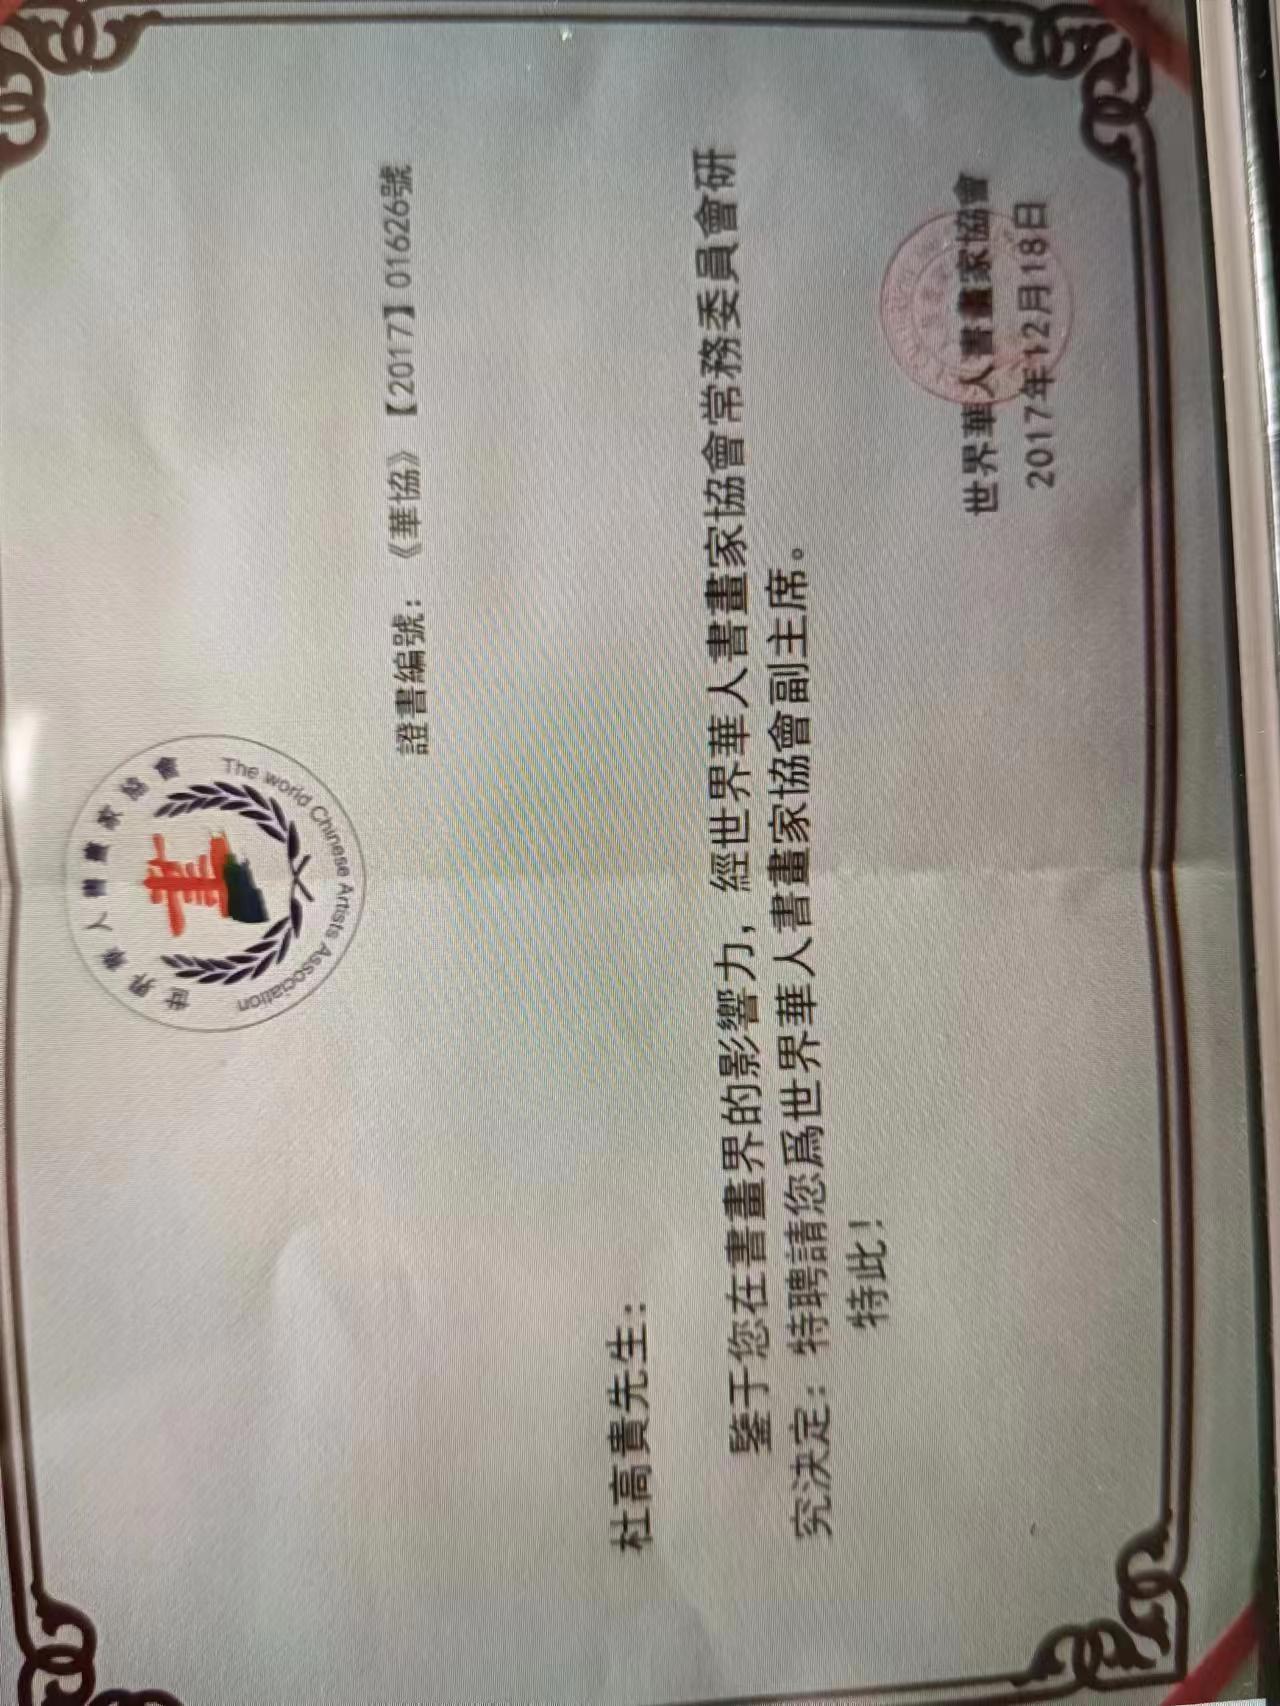 世界華人書畫家協會
The world Chinese Artists Association
證書編號：《華協》【2017】01626號
杜高貴先生：
鑒于您在書畫界的影響力，經世界華人書畫家協會常務委員會研
究決定：特聘請您爲世界華人書畫家協會副主席。
特此！
世界華人書畫家協會
2017年12月18日